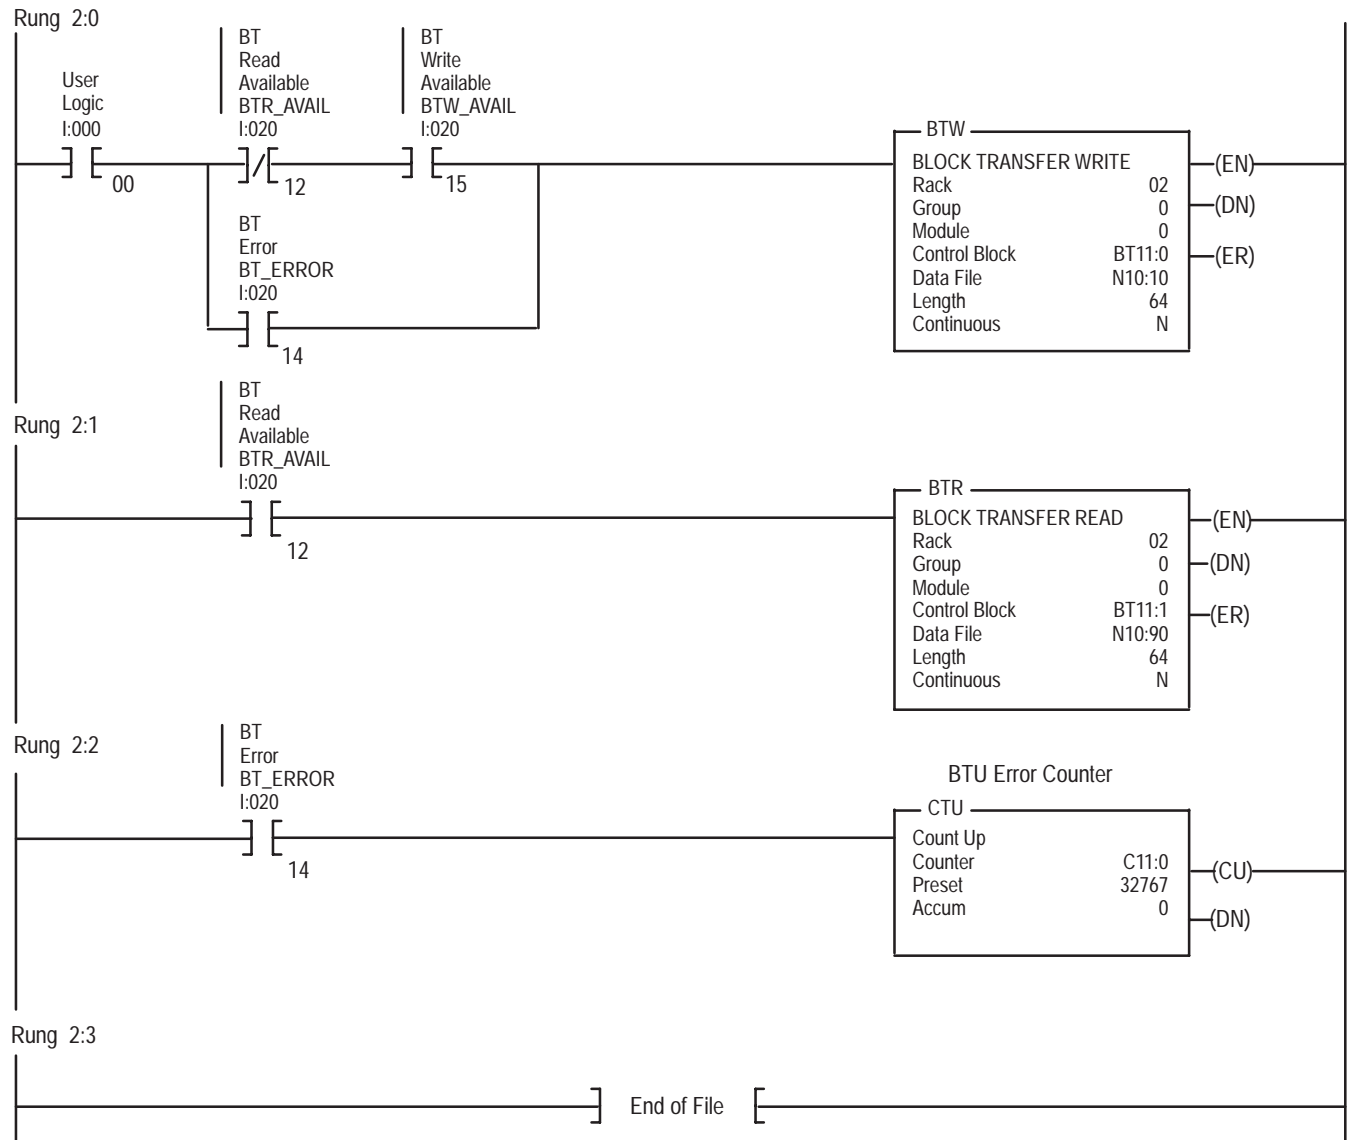 Rung 2:0
User
Logic
I:000
00
BT
Read
Available
BTR_AVAIL
I:020
12
BT
Write
Available
BTW_AVAIL
I:020
15
BT
Error
BT_ERROR
I:020
14
BTW
BLOCK TRANSFER WRITE
Rack 02
Group 0
Module 0
Control Block BT11:0
Data File N10:10
Length 64
Continuous N
(EN)
(DN)
(ER)
Rung 2:1
BT
Read
Available
BTR_AVAIL
I:020
12
BTR
BLOCK TRANSFER READ
Rack 02
Group 0
Module 0
Control Block BT11:1
Data File N10:90
Length 64
Continuous N
(EN)
(DN)
(ER)
Rung 2:2
BT
Error
BT_ERROR
I:020
14
BTU Error Counter
CTU
Count Up
Counter C11:0
Preset 32767
Accum 0
(CU)
(DN)
Rung 2:3
End of File